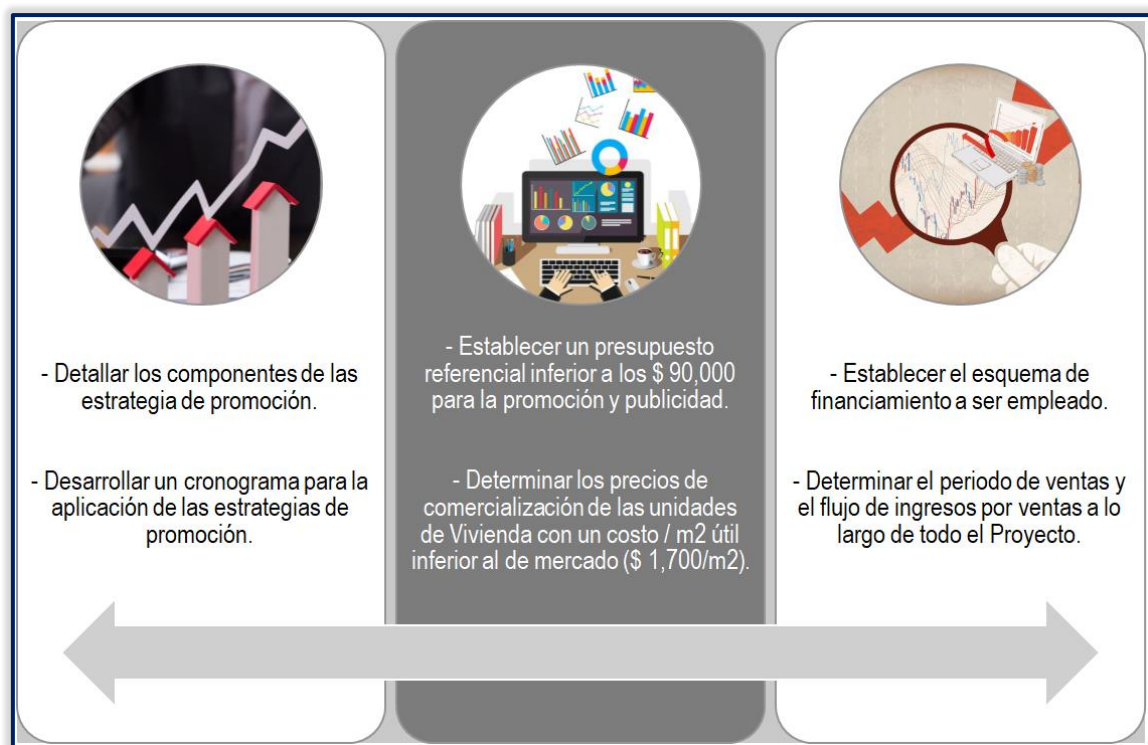 - Detallar los componentes de las
estrategia de promoción.
- Desarrollar un cronograma para la
aplicación de las estrategias de
promoción.
- Establecer un presupuesto
referencial inferior a los $ 90,000
para la promoción y publicidad.
- Determinar los precios de
comercialización de las unidades
de Vivienda con un costo / m2 útil
inferior al de mercado ($ 1,700/m2).
- Establecer el esquema de
financiamiento a ser empleado.
- Determinar el periodo de ventas y
el flujo de ingresos por ventas a lo
largo de todo el Proyecto.